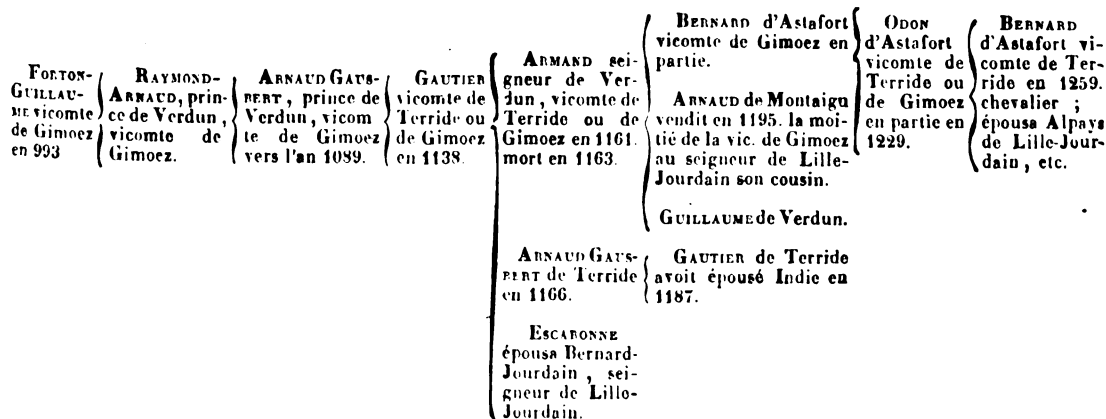 FORTON-
GUILLAU-
ME vicomte
de Gimoez
en 993
RAYMOND-
ARNAUD, prin-
ce de Verdun,
vicomte de
Gimoez.
ARNAUD GAUS-
BERT, prince de
Verdun, vicom
te de Gimoez
vers l'an 1089.
GAUTIER
vicomte de
Terride ou
de Gimoez
en 1138.
ARMAND sei-
gneur de Ver-
dun, vicomte de
Terride ou de
Gimoez en 1161.
mort en 1163.
BERNARD d'Astafort
vicomte de Gimoez en
partie.
ARNAUD de Montaigu
vendit en 1195. la moi-
tié de la vic. de Gimoez
au seigneur de Lille-
Jourdain son cousin.
GUILLAUME de Verdun.
ODON
d'Astafort
vicomte de
Terride ou
de Gimoez
en partie en
1229.
BERNARD
d'Astafort vi-
comte de Ter-
ride en 1259.
chevalier ;
épousa Alpays
de Lille-Jour-
dain, etc.
ARNAUD GAUS-
BERT de Terride
en 1166.
GAUTIER de Terride
avoit épousé Indie en
1187.
ESCARONNE
épousa Bernard-
Jourdain, sei-
gneur de Lille-
Jourdain.